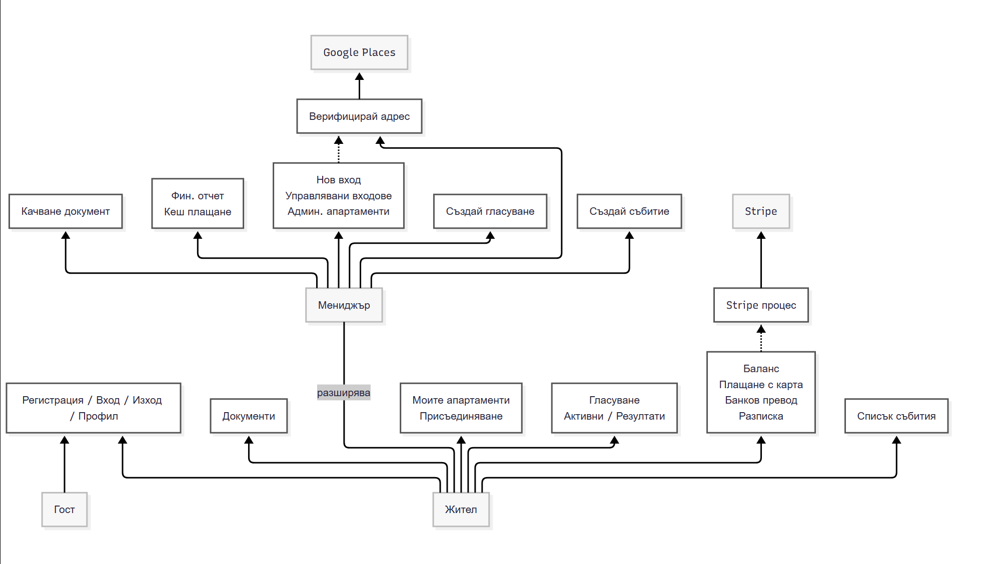 Google Places
Верифицирай адрес
Нов вход
Управлявани входове
Админ. апартаменти
Фин. отчет
Кеш плащане
Качване документ
Създай гласуване
Създай събитие
Stripe
Мениджър
Stripe процес
разширява
Баланс
Плащане с карта
Банков превод
Разписка
Регистрация / Вход / Изход
/ Профил
Документи
Моите апартаменти
Присъединяване
Гласуване
Активни / Резултати
Списък събития
Гост
Жител